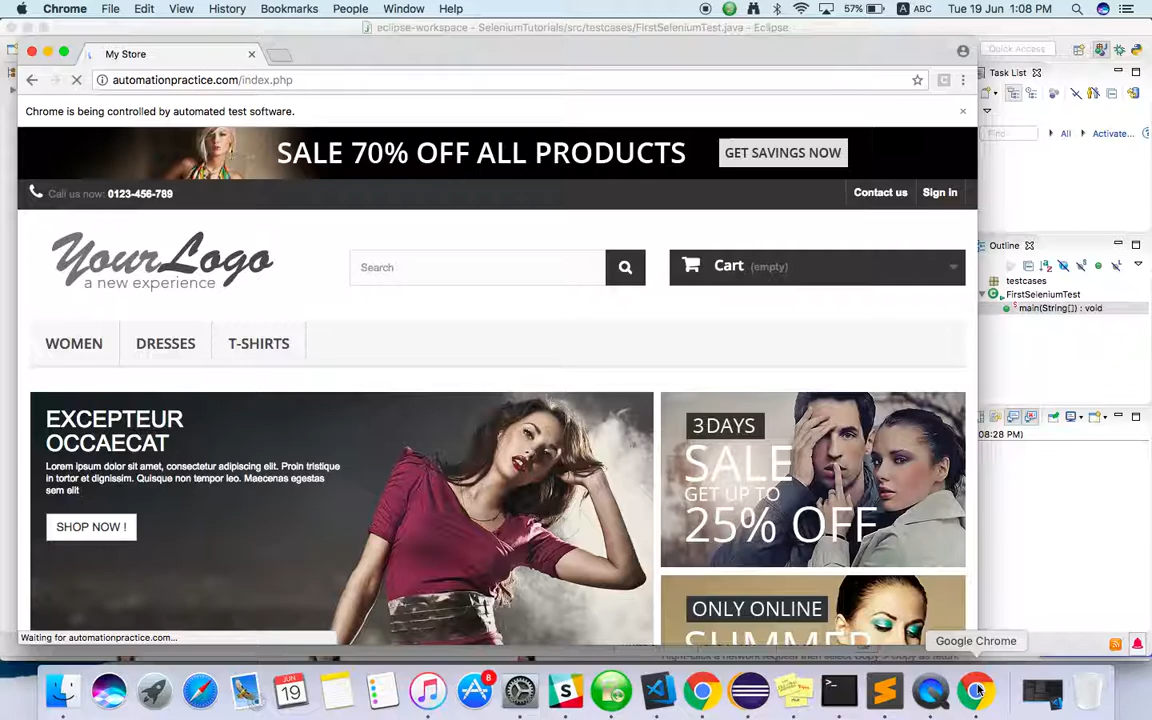 Chrome File Edit View History Bookmarks People Window Help 57% A ABC Tue 19 Jun 1:08 PM
eclipse-workspace - SeleniumTutorials/src/testcases/FirstSeleniumTest.java - Eclipse
My Store
Quick Access
automationpractice.com/index.php
Task List
Chrome is being controlled by automated test software.
Find All Activate...
SALE 70% OFF ALL PRODUCTS GET SAVINGS NOW
Call us now: 0123-456-789 Contact us Sign in
YourLogo
a new experience
Search
Cart (empty)
Outline
testcases
FirstSeleniumTest
main(String[]) : void
WOMEN DRESSES T-SHIRTS
EXCEPTEUR
OCCAECAT
Lorem ipsum dolor sit amet, consectetur adipiscing elit. Proin tristique
in tortor et dignissim. Quisque non tempor leo. Maecenas egestas
sem elit
SHOP NOW !
3DAYS
SALE
GET UP TO
25% OFF
:08:28 PM)
ONLY ONLINE
SUMMER
Waiting for automationpractice.com...
Google Chrome
JUN
19
8